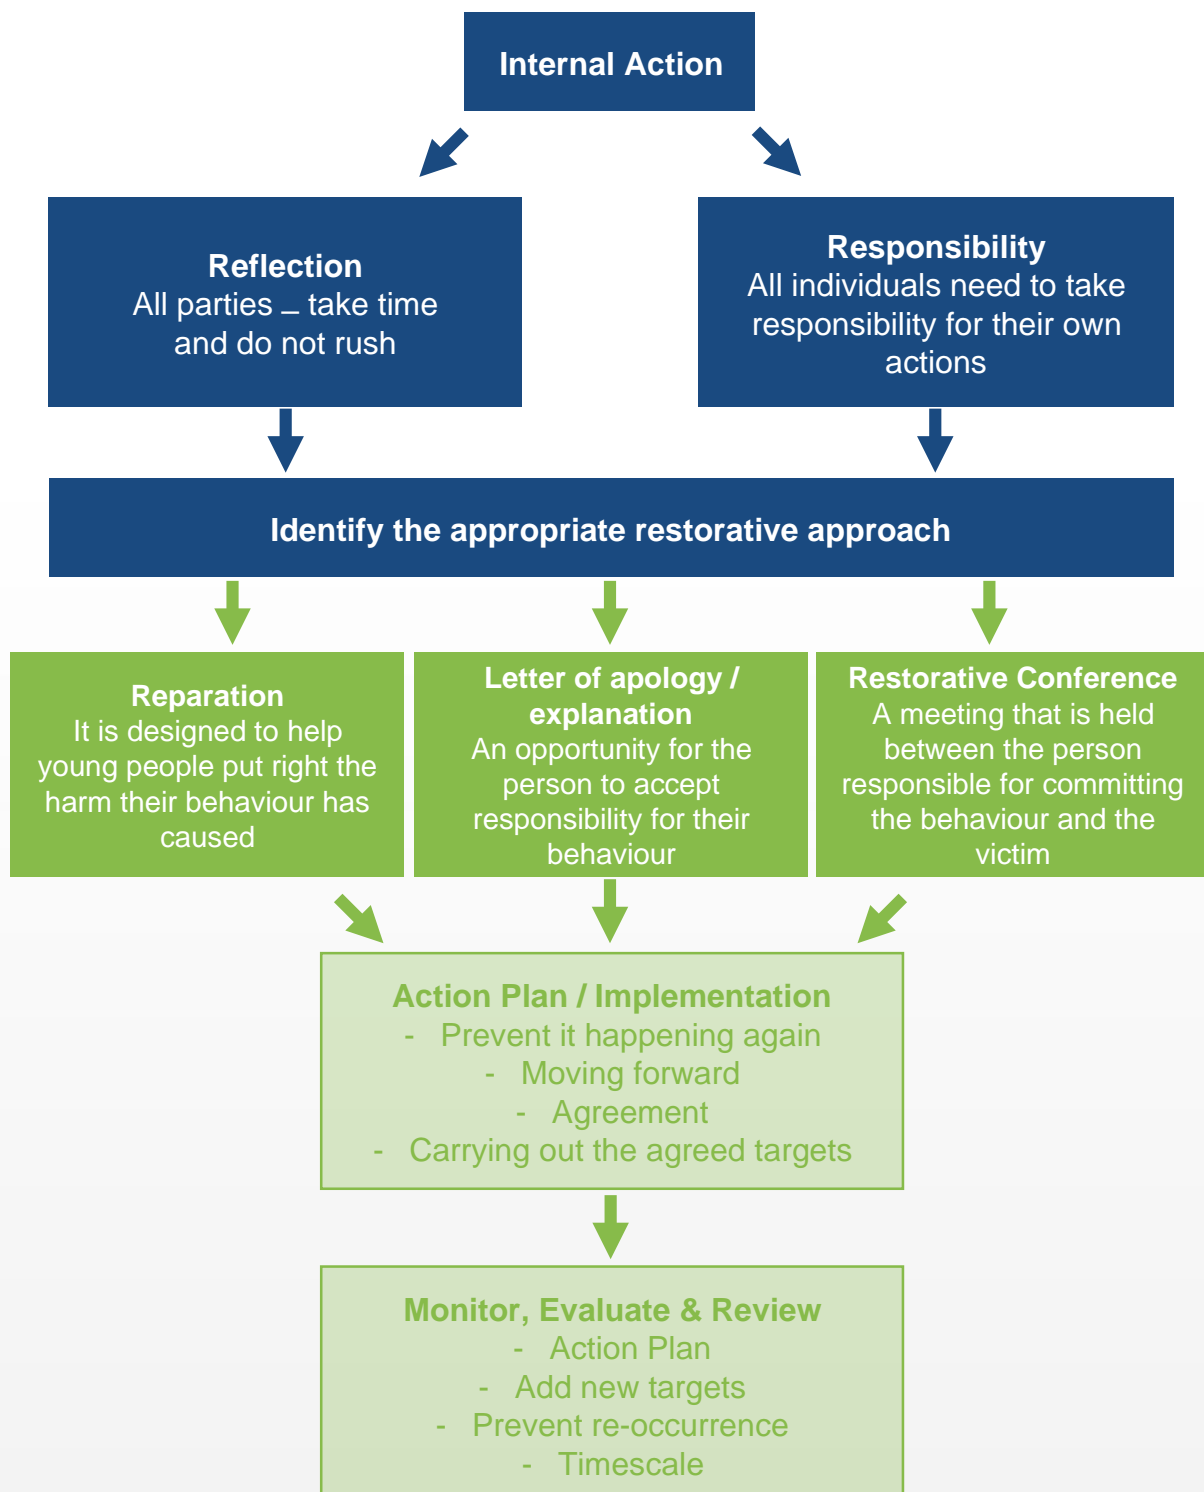 Internal Action
Reflection
All parties – take time
and do not rush
Responsibility
All individuals need to take
responsibility for their own
actions
Identify the appropriate restorative approach
Reparation
It is designed to help
young people put right the
harm their behaviour has
caused
Letter of apology /
explanation
An opportunity for the
person to accept
responsibility for their
behaviour
Restorative Conference
A meeting that is held
between the person
responsible for committing
the behaviour and the
victim
Action Plan / Implementation
- Prevent it happening again
- Moving forward
- Agreement
- Carrying out the agreed targets
Monitor, Evaluate & Review
- Action Plan
- Add new targets
- Prevent re-occurrence
- Timescale